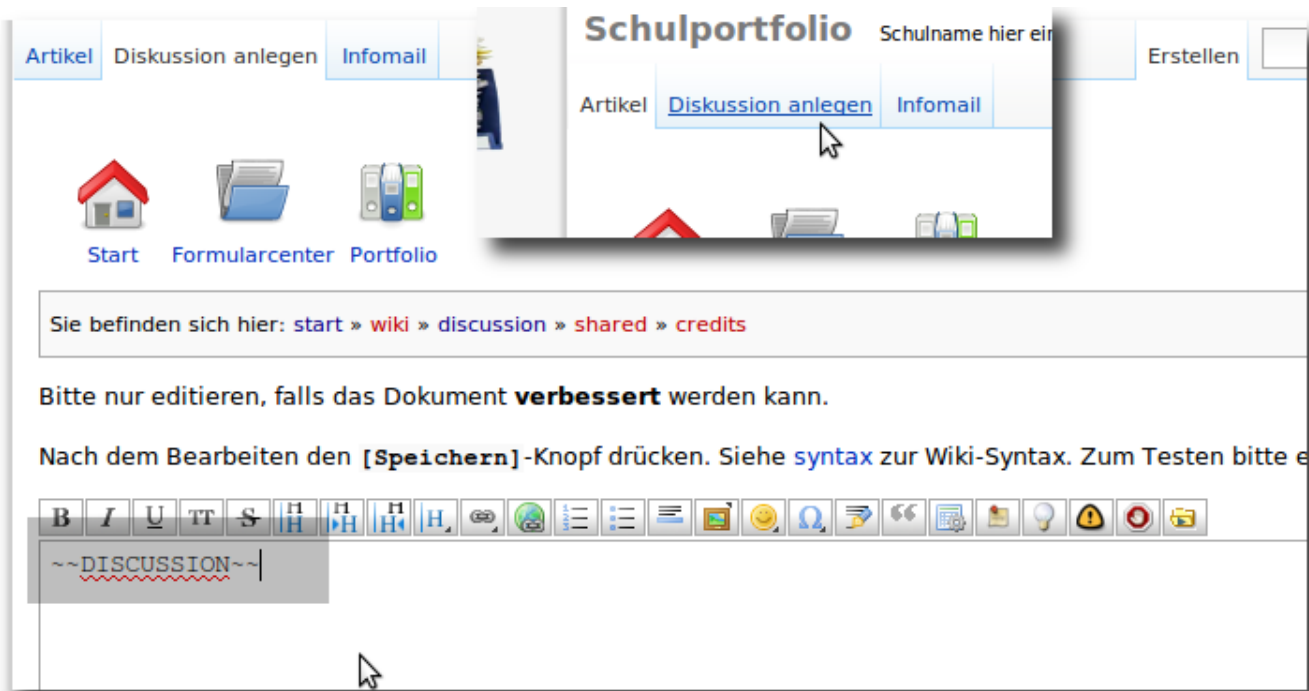 Schulportfolio Schulname hier ein
Artikel Diskussion anlegen Infomail
Erstellen
Artikel Diskussion anlegen Infomail
Start Formularcenter Portfolio
Sie befinden sich hier: start » wiki » discussion » shared » credits
Bitte nur editieren, falls das Dokument verbessert werden kann.
Nach dem Bearbeiten den [Speichern]-Knopf drücken. Siehe syntax zur Wiki-Syntax. Zum Testen bitte e
B I U TT S H H H H Ω
~~DISCUSSION~~